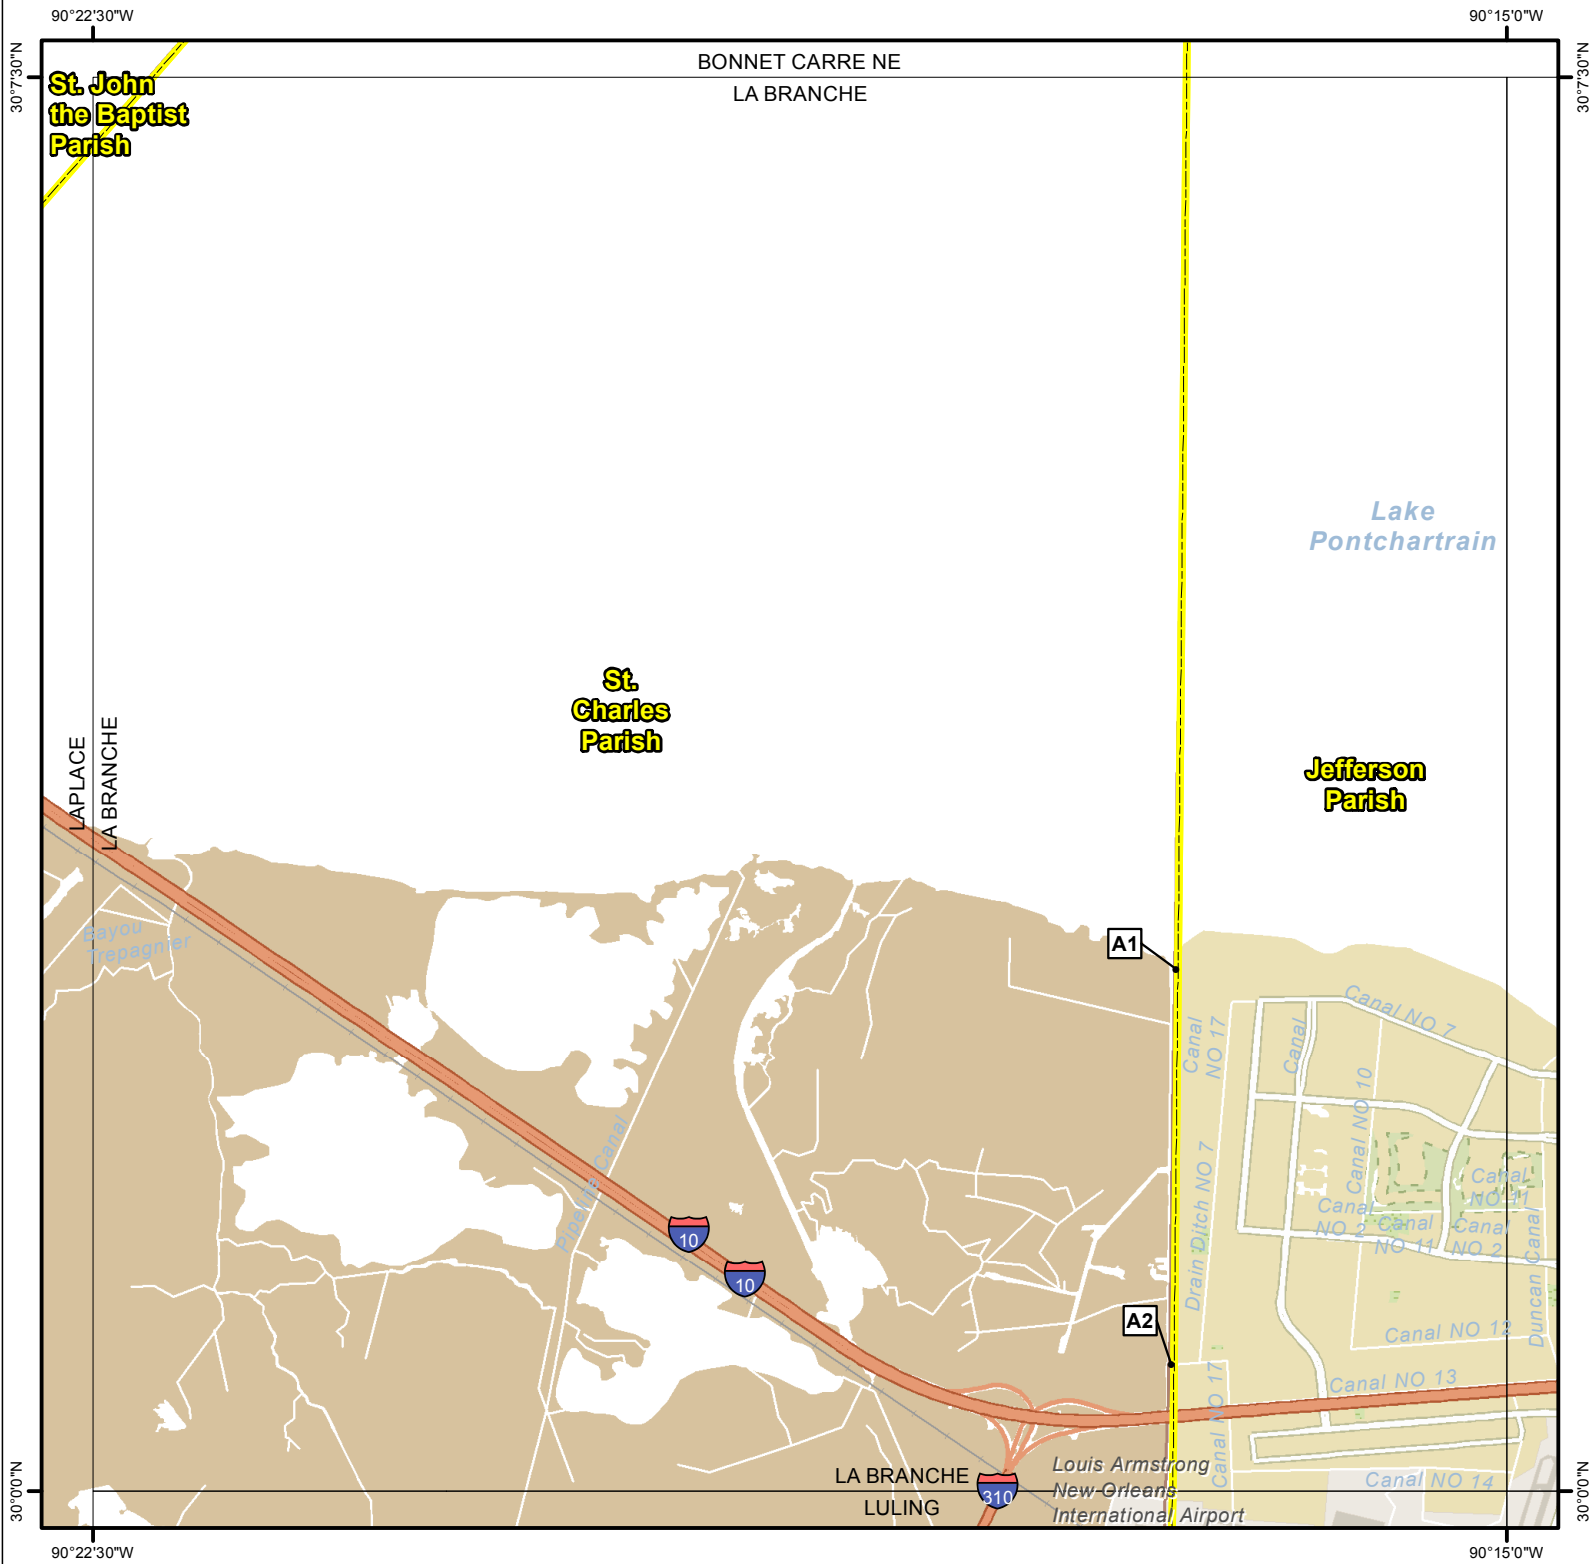 90°22'30"W
90°15'0"W
30°7'30"N
30°7'30"N
BONNET CARRE NE
LA BRANCHE
St. John
the Baptist
Parish
Lake
Pontchartrain
St.
Charles
Parish
Jefferson
Parish
LAPLACE
LA BRANCHE
Bayou
Trepagnier
A1
Canal NO 7
Canal
NO 17
Canal
Canal NO 10
Pipeline Canal
Drain Ditch NO 7
Canal
NO 11
Canal
NO 2
Canal
NO 11
Canal
NO 2
Duncan Canal
10
10
A2
Canal NO 12
Canal NO 13
Canal NO 17
LA BRANCHE
LULING
310
Louis Armstrong
New Orleans
International Airport
Canal NO 14
30°0'0"N
30°0'0"N
90°22'30"W
90°15'0"W